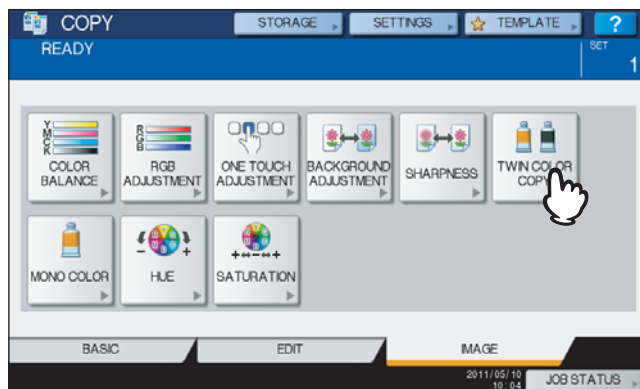 COPY
STORAGE
SETTINGS
TEMPLATE
?
READY
SET
1
Y
M
C
K
COLOR
BALANCE
R
G
B
RGB
ADJUSTMENT
ONE TOUCH
ADJUSTMENT
BACKGROUND
ADJUSTMENT
SHARPNESS
TWIN COLOR
COPY
MONO COLOR
HUE
SATURATION
BASIC
EDIT
IMAGE
2011/05/10
10:04
JOB STATUS